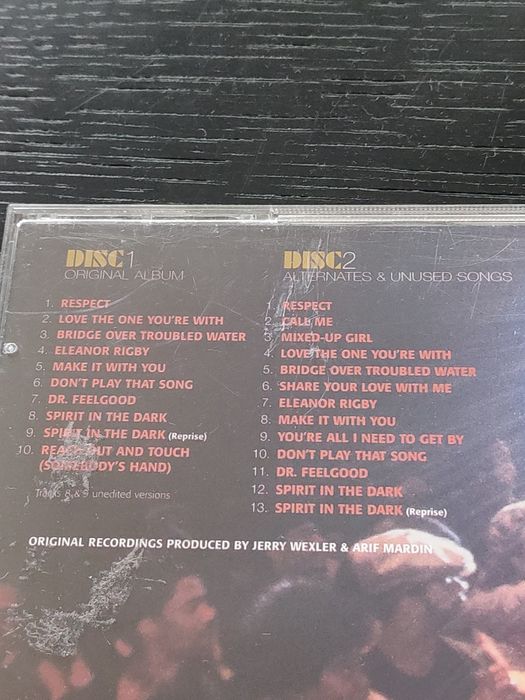 DISC1
ORIGINAL ALBUM
1. RESPECT
2. LOVE THE ONE YOU'RE WITH
3. BRIDGE OVER TROUBLED WATER
4. ELEANOR RIGBY
5. MAKE IT WITH YOU
6. DON'T PLAY THAT SONG
7. DR. FEELGOOD
8. SPIRIT IN THE DARK
9. SPIRIT IN THE DARK (Reprise)
10. REACH OUT AND TOUCH
(SOMEBODY'S HAND)
Tracks 8 & 9 unedited versions
DISC2
ALTERNATES & UNUSED SONGS
1. RESPECT
2. CALL ME
3. MIXED-UP GIRL
4. LOVE THE ONE YOU'RE WITH
5. BRIDGE OVER TROUBLED WATER
6. SHARE YOUR LOVE WITH ME
7. ELEANOR RIGBY
8. MAKE IT WITH YOU
9. YOU'RE ALL I NEED TO GET BY
10. DON'T PLAY THAT SONG
11. DR. FEELGOOD
12. SPIRIT IN THE DARK
13. SPIRIT IN THE DARK (Reprise)
ORIGINAL RECORDINGS PRODUCED BY JERRY WEXLER & ARIF MARDIN